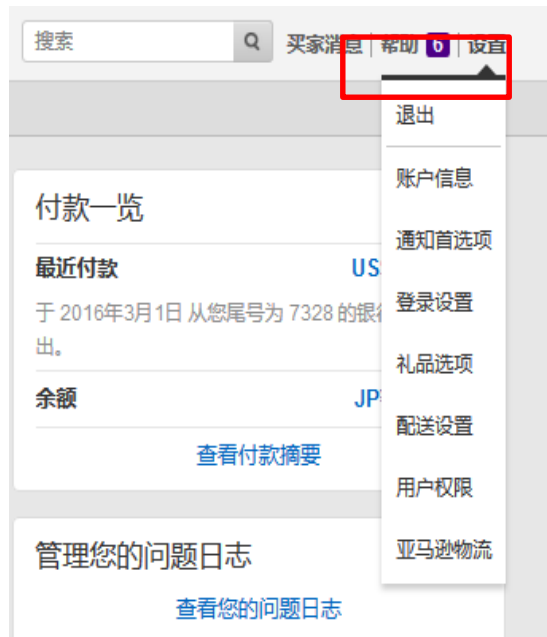 搜索 买家消息 | 帮助 6 | 设置
退出
账户信息
通知首选项
登录设置
礼品选项
配送设置
用户权限
亚马逊物流
付款一览
最近付款 US
于 2016年3月1日 从您尾号为 7328 的银
出。
余额 JP
查看付款摘要
管理您的问题日志
查看您的问题日志